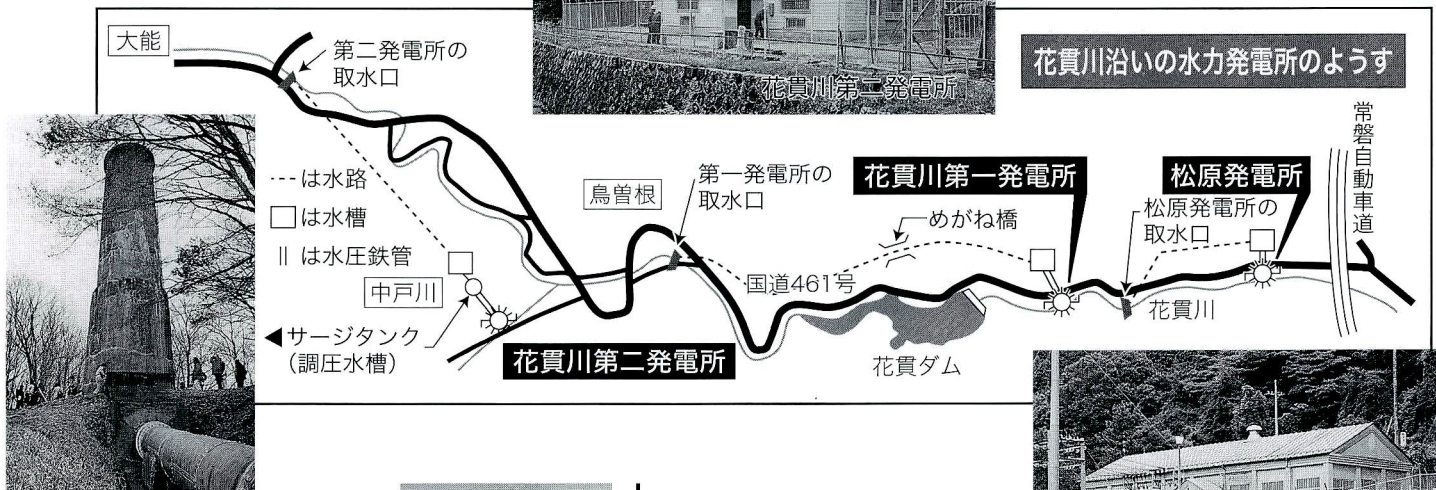 花貫川第二発電所
花貫川沿いの水力発電所のようす
大能
第二発電所の
取水口
常磐自動車道
---は水路
□は水槽
‖は水圧鉄管
鳥曽根
第一発電所の
取水口
花貫川第一発電所
松原発電所
めがね橋
松原発電所の
取水口
中戸川
国道461号
花貫川
◀サージタンク
(調圧水槽)
花貫川第二発電所
花貫ダム